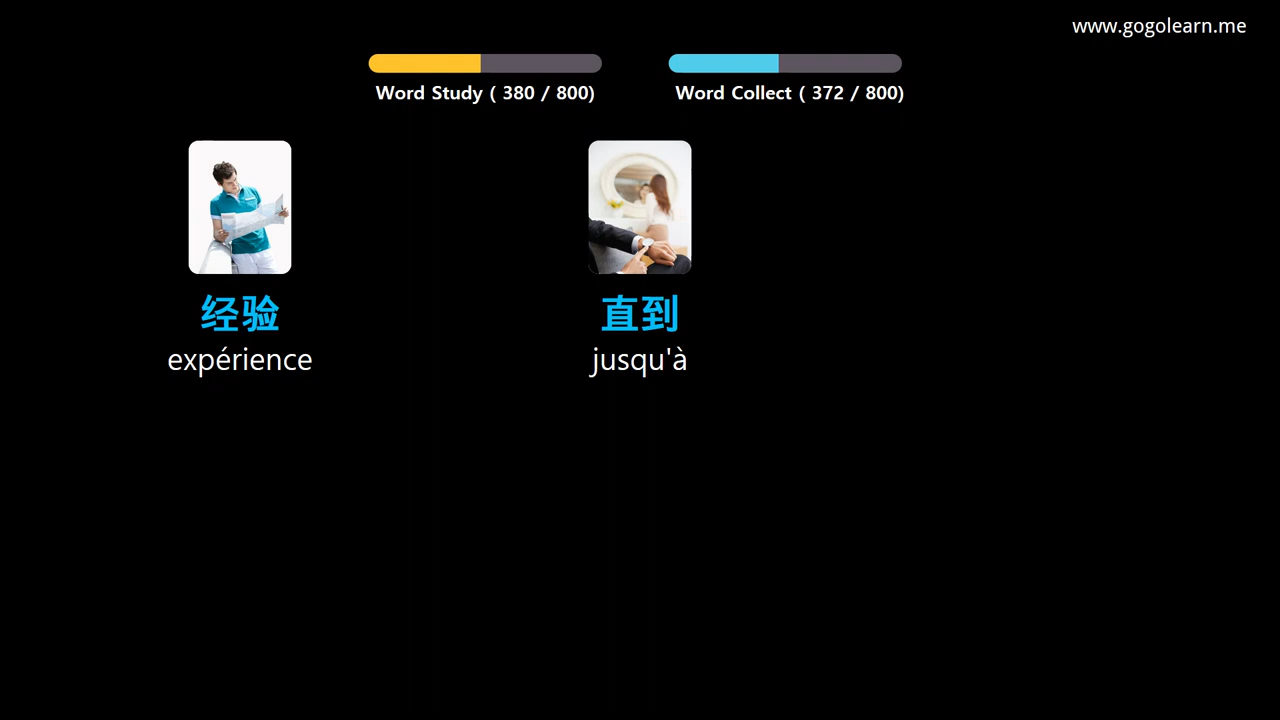 www.gogolearn.me
Word Study ( 380 / 800)
Word Collect ( 372 / 800)
经验
expérience
直到
jusqu'à